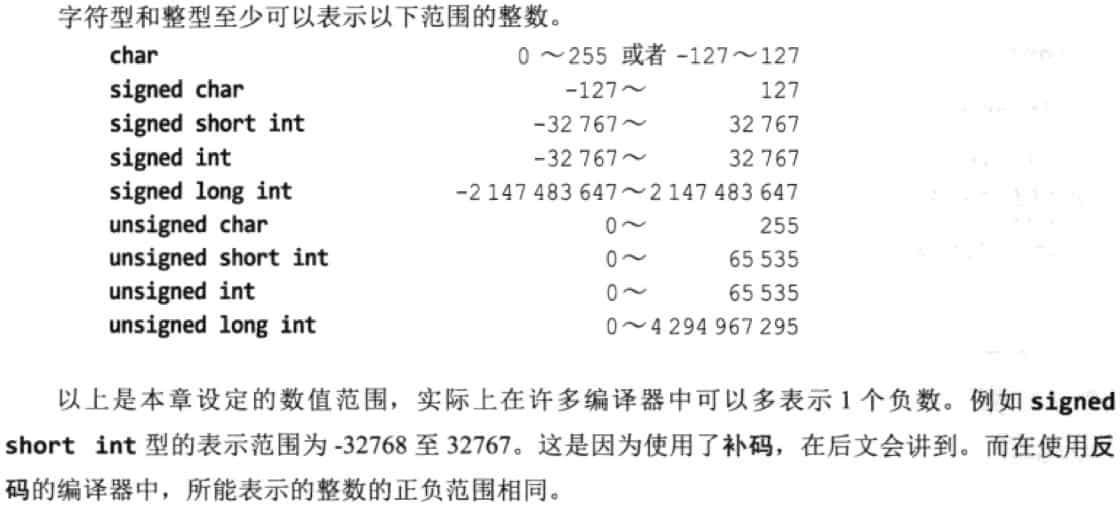 字符型和整型至少可以表示以下范围的整数。
char 0 ～255 或者 -127～127
signed char -127～ 127
signed short int -32 767～ 32 767
signed int -32 767～ 32 767
signed long int -2 147 483 647～2 147 483 647
unsigned char 0～ 255
unsigned short int 0～ 65 535
unsigned int 0～ 65 535
unsigned long int 0～4 294 967 295
以上是本章设定的数值范围，实际上在许多编译器中可以多表示 1 个负数。例如 signed
short int 型的表示范围为 -32768 至 32767。这是因为使用了补码，在后文会讲到。而在使用反
码的编译器中，所能表示的整数的正负范围相同。